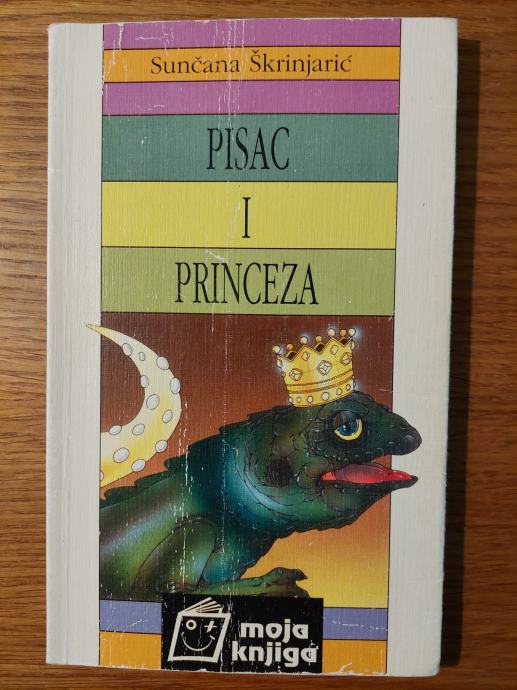 Sunčana Škrinjarić
PISAC
I
PRINCEZA
moja
knjiga